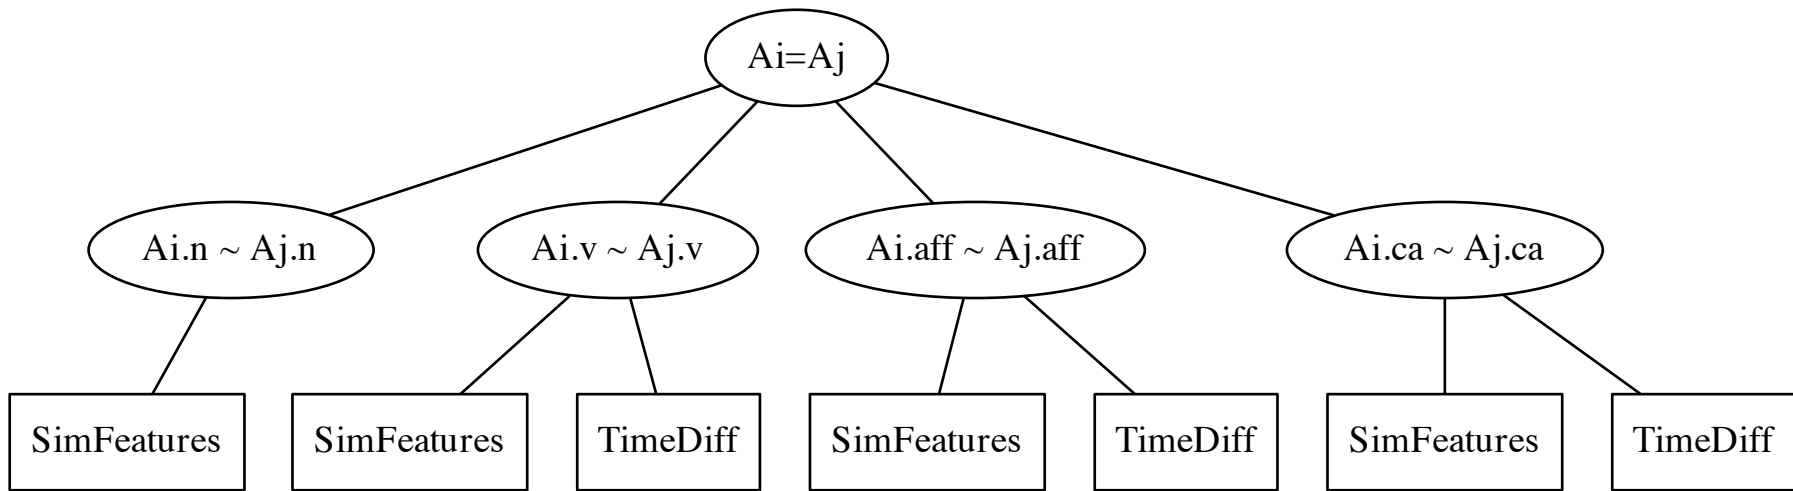 Ai=Aj
Ai.n ~ Aj.n
Ai.v ~ Aj.v
Ai.aff ~ Aj.aff
Ai.ca ~ Aj.ca
SimFeatures
SimFeatures
TimeDiff
SimFeatures
TimeDiff
SimFeatures
TimeDiff